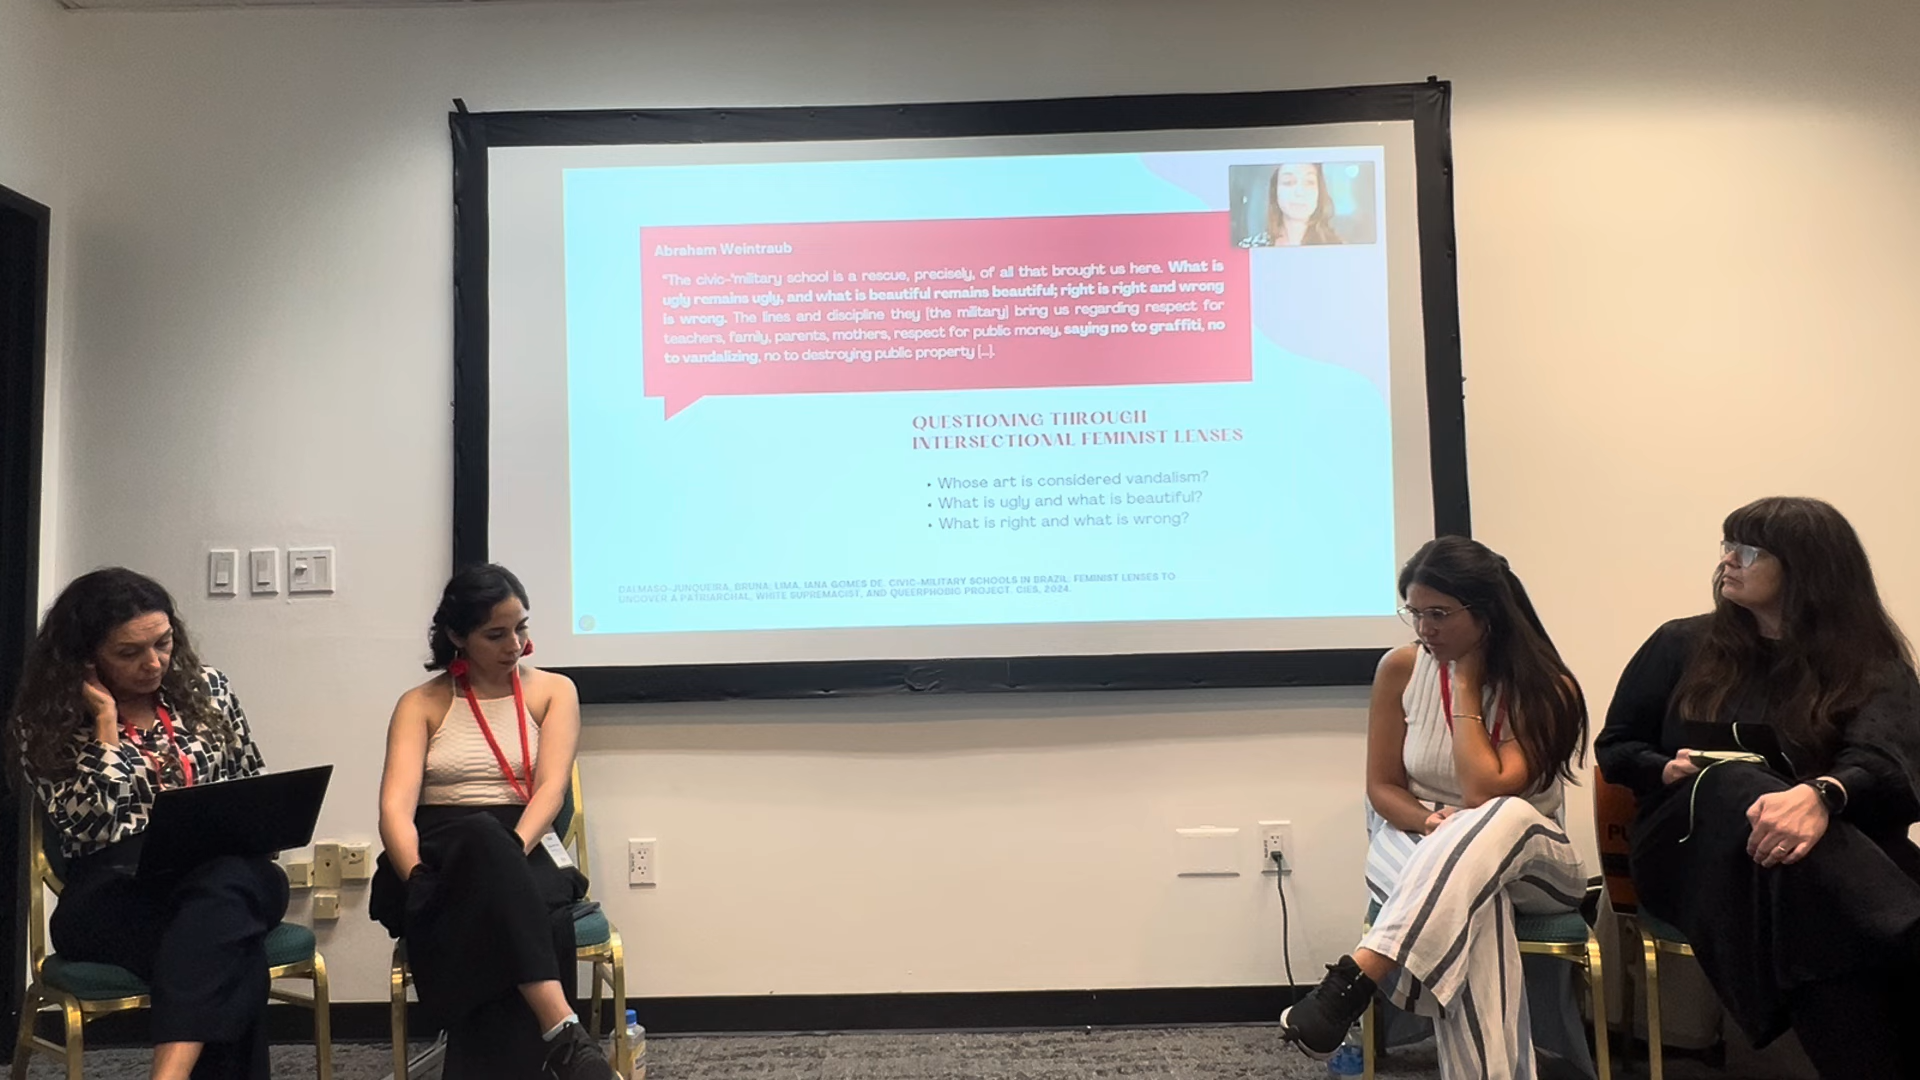 Abraham Weintraub
"The civic-"military school is a rescue, precisely, of all that brought us here. What is
ugly remains ugly, and what is beautiful remains beautiful; right is right and wrong
is wrong. The lines and discipline they [the military] bring us regarding respect for
teachers, family, parents, mothers, respect for public money, saying no to graffiti, no
to vandalizing, no to destroying public property [...].
QUESTIONING THROUGH
INTERSECTIONAL FEMINIST LENSES
• Whose art is considered vandalism?
• What is ugly and what is beautiful?
• What is right and what is wrong?
DALMASO-JUNQUEIRA, BRUNA; LIMA, IANA GOMES DE. CIVIC-MILITARY SCHOOLS IN BRAZIL: FEMINIST LENSES TO
UNCOVER A PATRIARCHAL, WHITE SUPREMACIST, AND QUEERPHOBIC PROJECT. CIES, 2024.